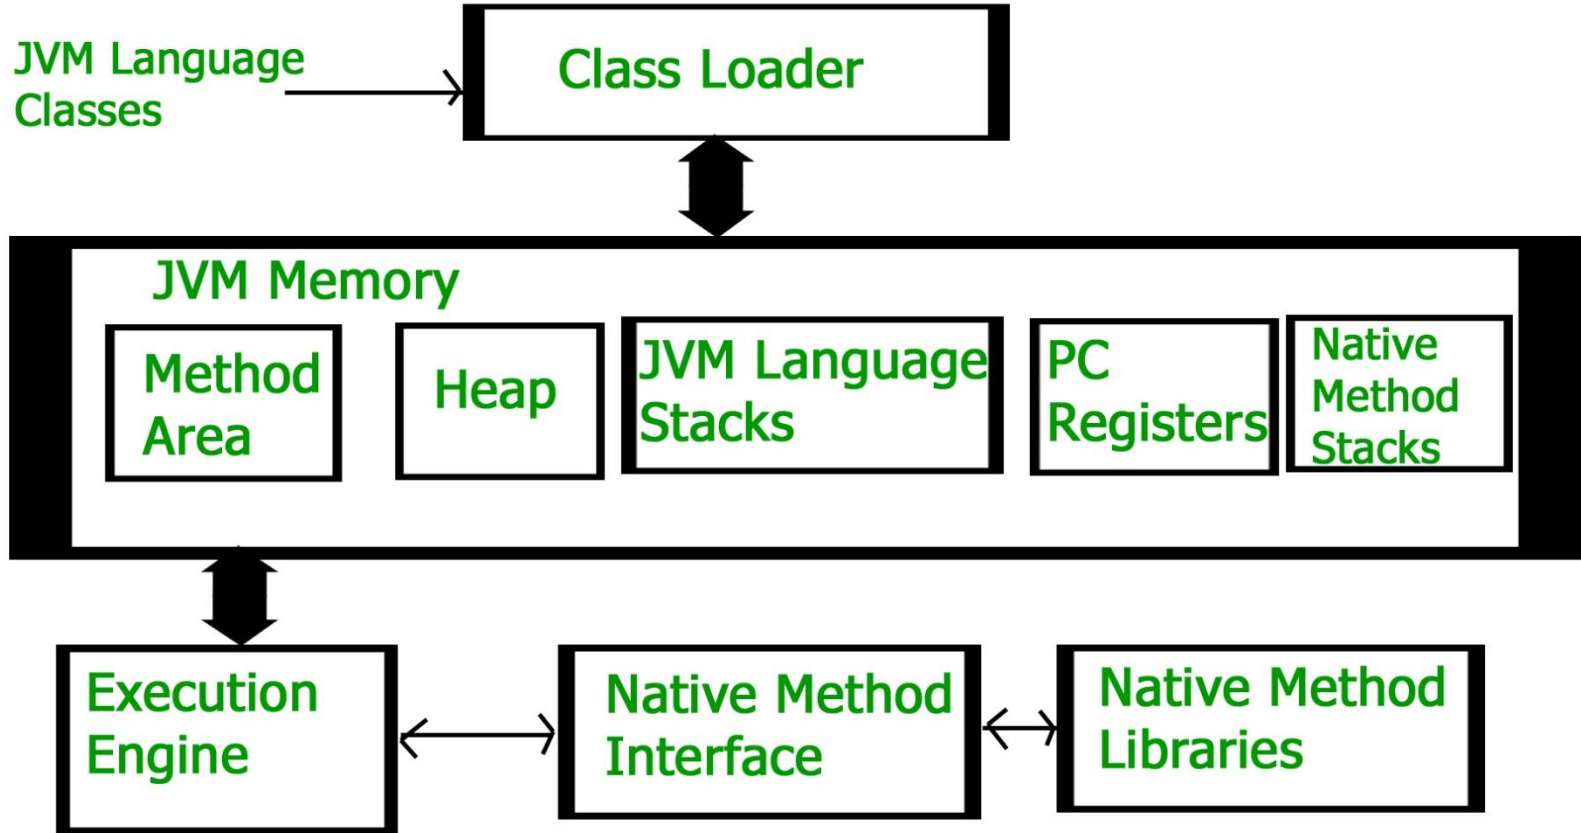 JVM Language
Classes
Class Loader
JVM Memory
Method
Area
Heap
JVM Language
Stacks
PC
Registers
Native
Method
Stacks
Execution
Engine
Native Method
Interface
Native Method
Libraries